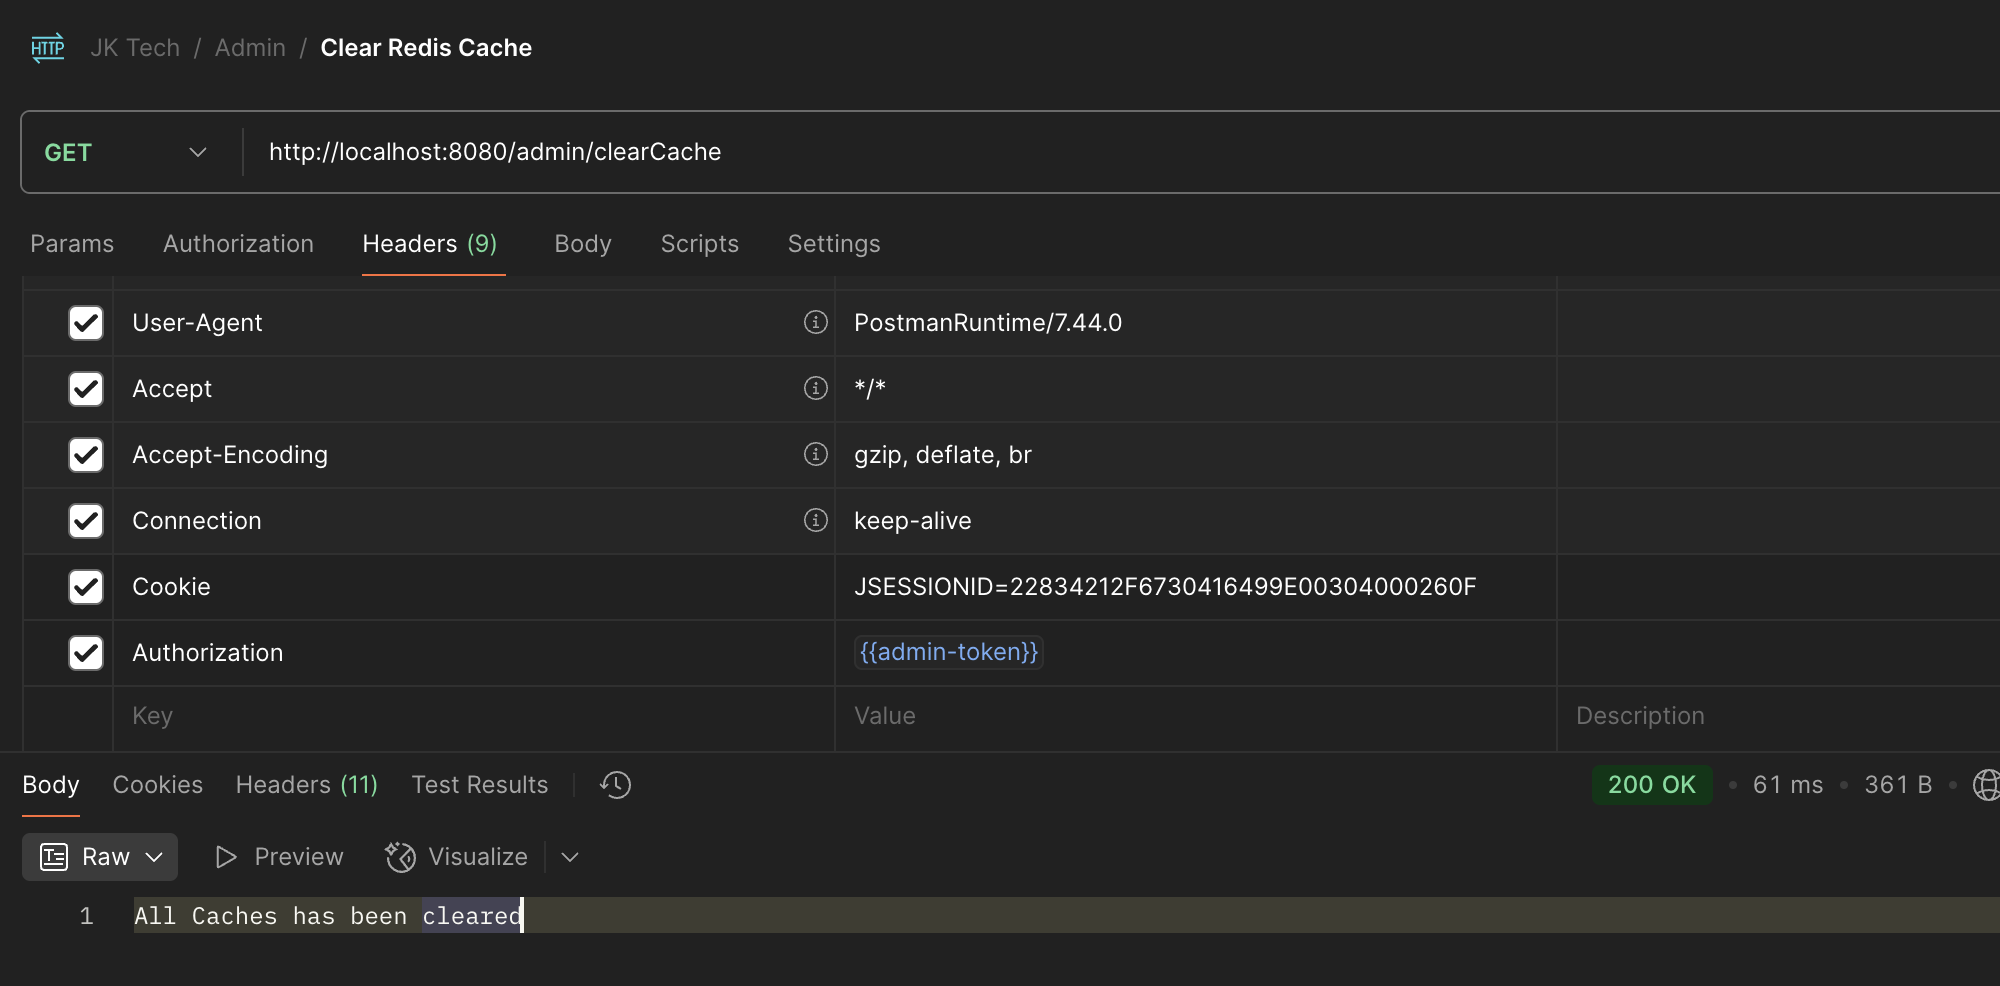 HTTP JK Tech / Admin / Clear Redis Cache
GET http://localhost:8080/admin/clearCache
Params Authorization Headers (9) Body Scripts Settings
User-Agent PostmanRuntime/7.44.0
Accept */*
Accept-Encoding gzip, deflate, br
Connection keep-alive
Cookie JSESSIONID=22834212F6730416499E00304000260F
Authorization {{admin-token}}
Key Value Description
Body Cookies Headers (11) Test Results 200 OK • 61 ms • 361 B •
Raw Preview Visualize
1 All Caches has been cleared